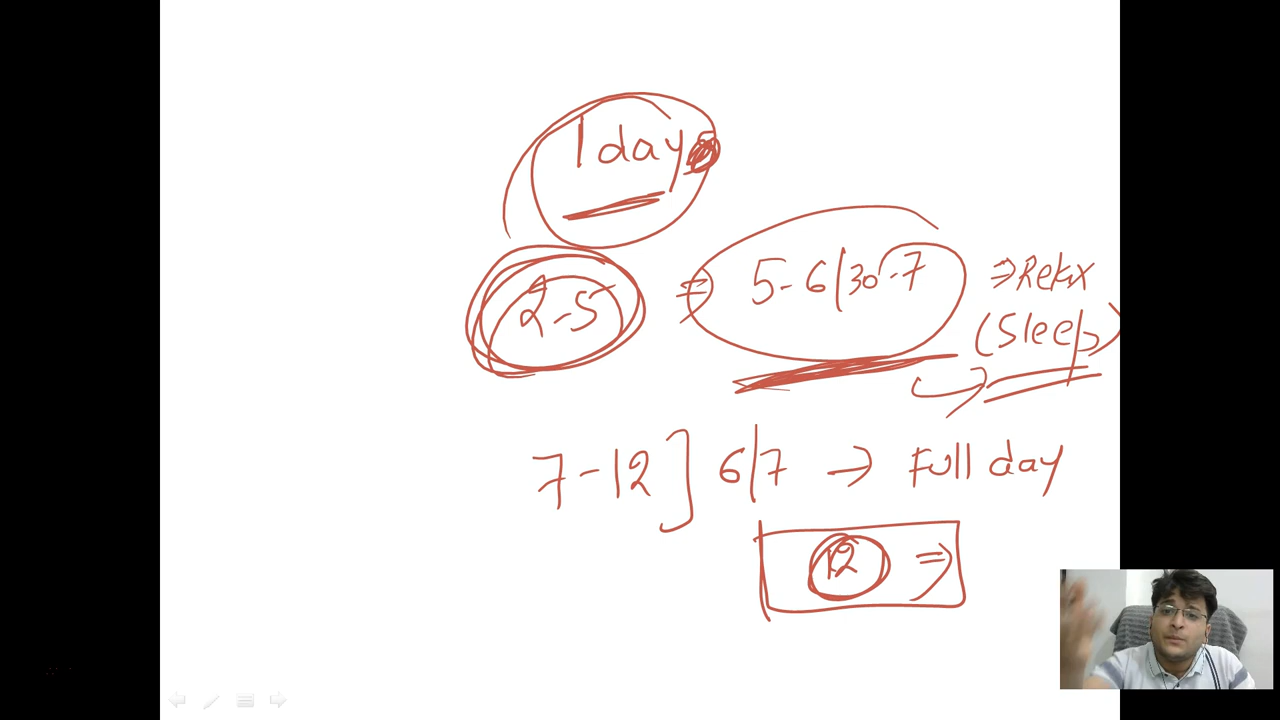 1 day
2-5 ⇒ 5-6/30-7 ⇒ Relax
(Sleep)
7-12] 6/7 → Full day
12 ⇒